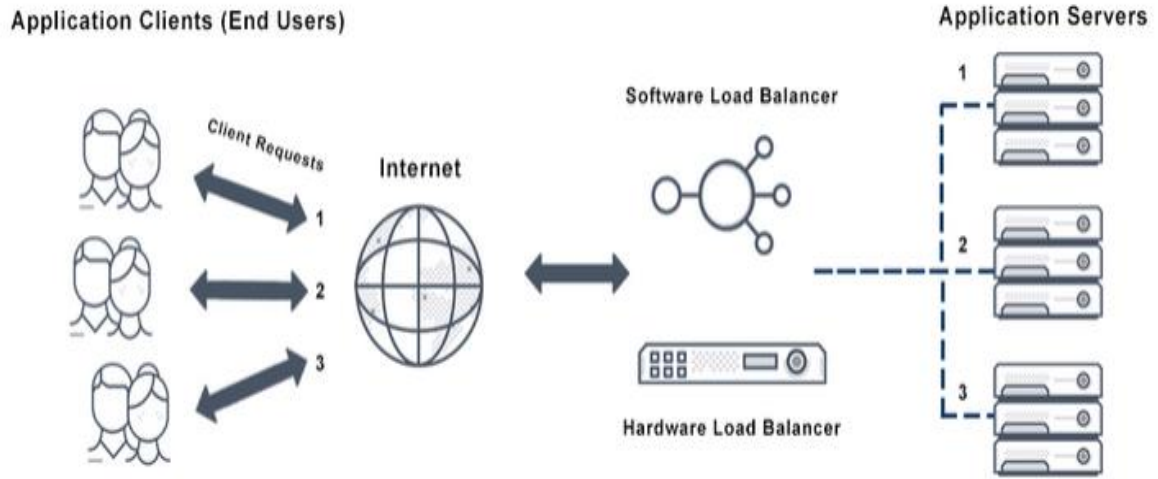 Application Clients (End Users)
Application Servers
Client Requests
Internet
1
2
3
Software Load Balancer
Hardware Load Balancer
1
2
3